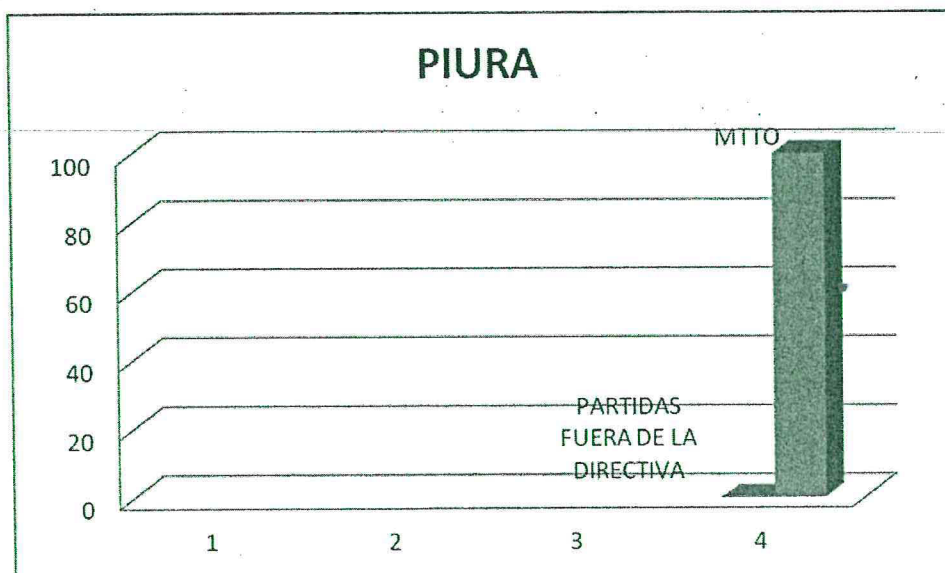 PIURA
MTTO
100
80
60
40
20
0
PARTIDAS
FUERA DE LA
DIRECTIVA
1
2
3
4